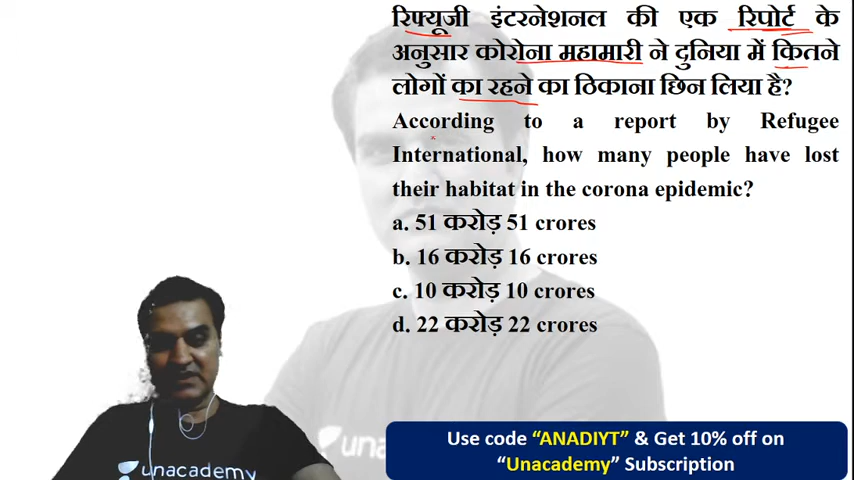 रिफ्यूजी इंटरनेशनल की एक रिपोर्ट के
अनुसार कोरोना महामारी ने दुनिया में कितने
लोगों का रहने का ठिकाना छिन लिया है?
According to a report by Refugee
International, how many people have lost
their habitat in the corona epidemic?
a. 51 करोड़ 51 crores
b. 16 करोड़ 16 crores
c. 10 करोड़ 10 crores
d. 22 करोड़ 22 crores
unacademy
una
Use code “ANADIYT” & Get 10% off on
“Unacademy” Subscription